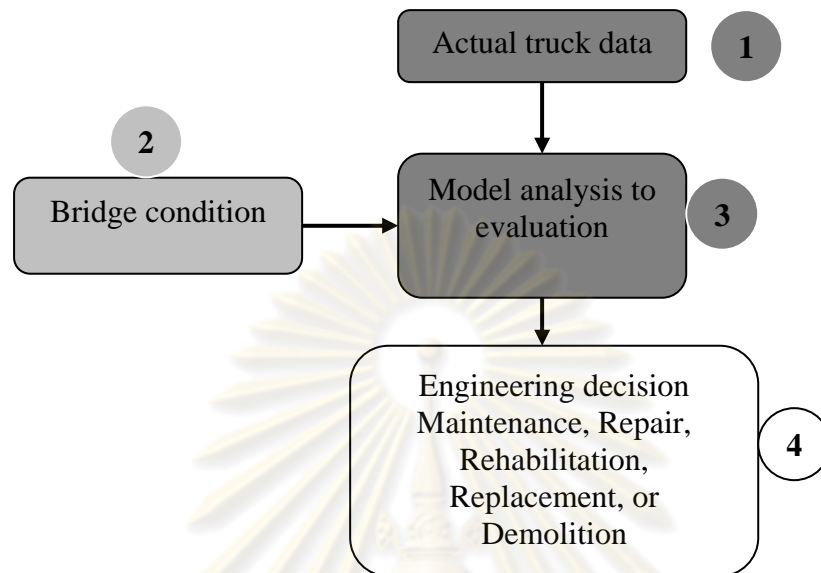 Actual truck data
1
2
Bridge condition
Model analysis to
evaluation
3
Engineering decision
Maintenance, Repair,
Rehabilitation,
Replacement, or
Demolition
4